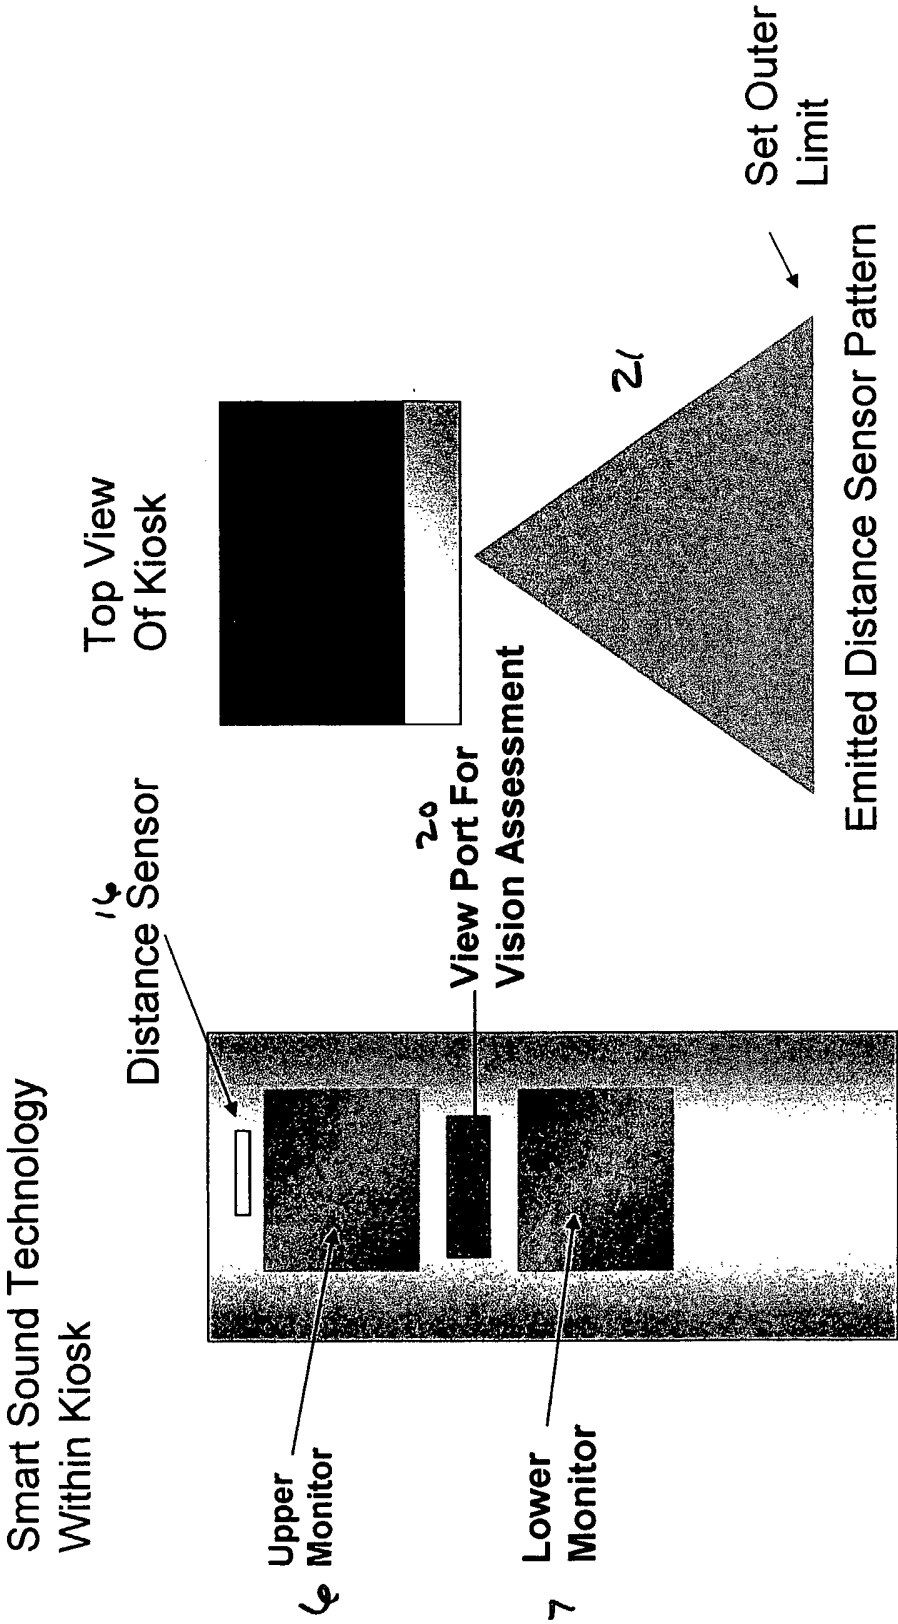 Smart Sound Technology
Within Kiosk
16
Distance Sensor
Top View
Of Kiosk
Upper
6 Monitor
20
View Port For
Vision Assessment
Lower
Monitor
7
21
Set Outer
Limit
Emitted Distance Sensor Pattern